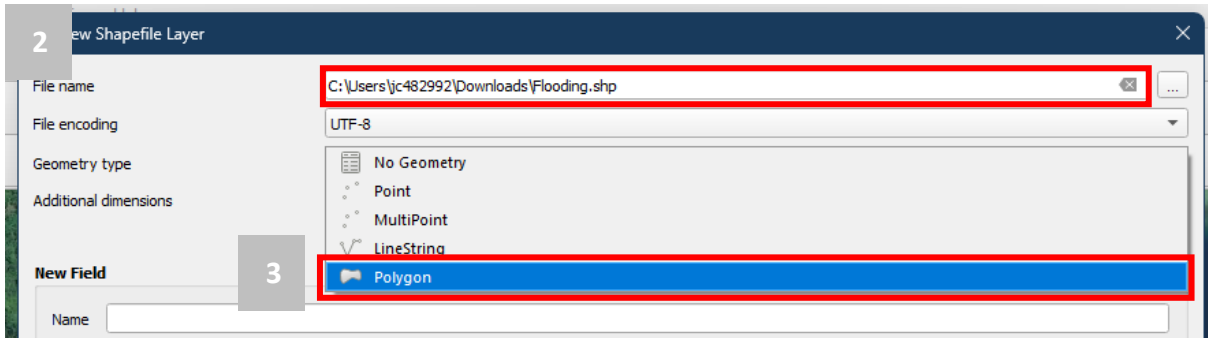 2
ew Shapefile Layer
File name
C:\Users\jc482992\Downloads\Flooding.shp
...
File encoding
UTF-8
Geometry type
No Geometry
Point
Additional dimensions
MultiPoint
LineString
New Field
3
Polygon
Name